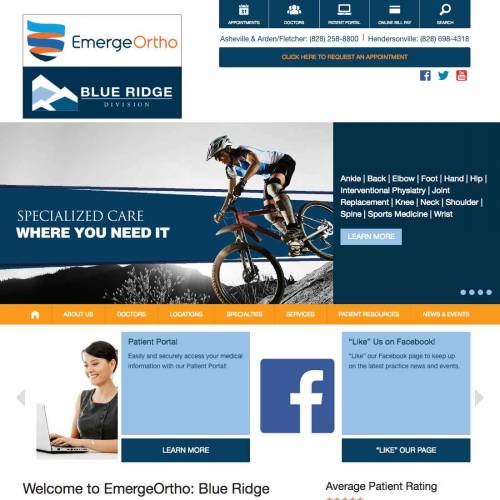 EmergeOrtho
BLUE RIDGE
DIVISION
31
APPOINTMENTS
DOCTORS
PATIENT PORTAL
ONLINE BILL PAY
SEARCH
Asheville & Arden/Fletcher: (828) 258-8800 | Hendersonville: (828) 698-4318
CLICK HERE TO REQUEST AN APPOINTMENT
SPECIALIZED CARE
WHERE YOU NEED IT
Ankle | Back | Elbow | Foot | Hand | Hip |
Interventional Physiatry | Joint
Replacement | Knee | Neck | Shoulder |
Spine | Sports Medicine | Wrist
LEARN MORE
ABOUT US
DOCTORS
LOCATIONS
SPECIALTIES
SERVICES
PATIENT RESOURCES
NEWS & EVENTS
Patient Portal
Easily and securely access your medical
information with our Patient Portal!
LEARN MORE
"Like" Us on Facebook!
"Like" our Facebook page to keep up
on the latest practice news and events.
"LIKE" OUR PAGE
Welcome to EmergeOrtho: Blue Ridge
Average Patient Rating